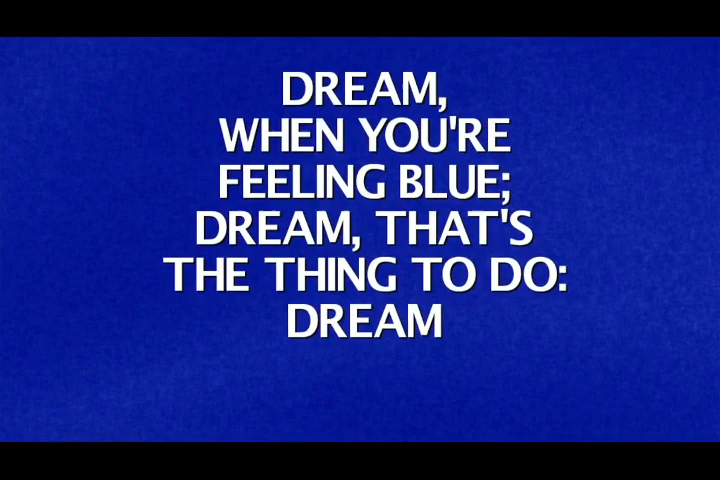 DREAM,
WHEN YOU'RE
FEELING BLUE;
DREAM, THAT'S
THE THING TO DO:
DREAM